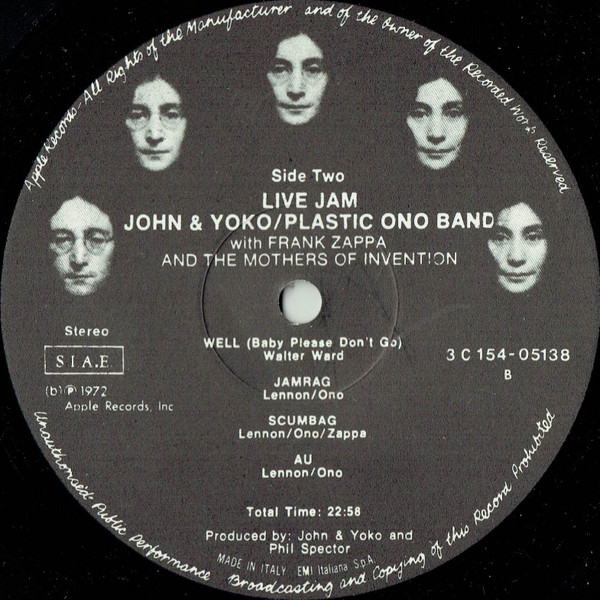 Apple Records-All Rights of the Manufacturer and of the Owner of the Recorded Work Reserved
Side Two
LIVE JAM
JOHN & YOKO/PLASTIC ONO BAND
with FRANK ZAPPA
AND THE MOTHERS OF INVENTION
Stereo
S.I.A.E.
(b) ℗ 1972
Apple Records, Inc
3C 154-05138
B
WELL (Baby Please Don't Go)
Walter Ward
JAMRAG
Lennon/Ono
SCUMBAG
Lennon/Ono/Zappa
AU
Lennon/Ono
Total Time: 22:58
Produced by: John & Yoko and
Phil Spector
MADE IN ITALY EMI Italiana S.p.A.
Unauthorised Public Performance Broadcasting and Copying of this Record Prohibited